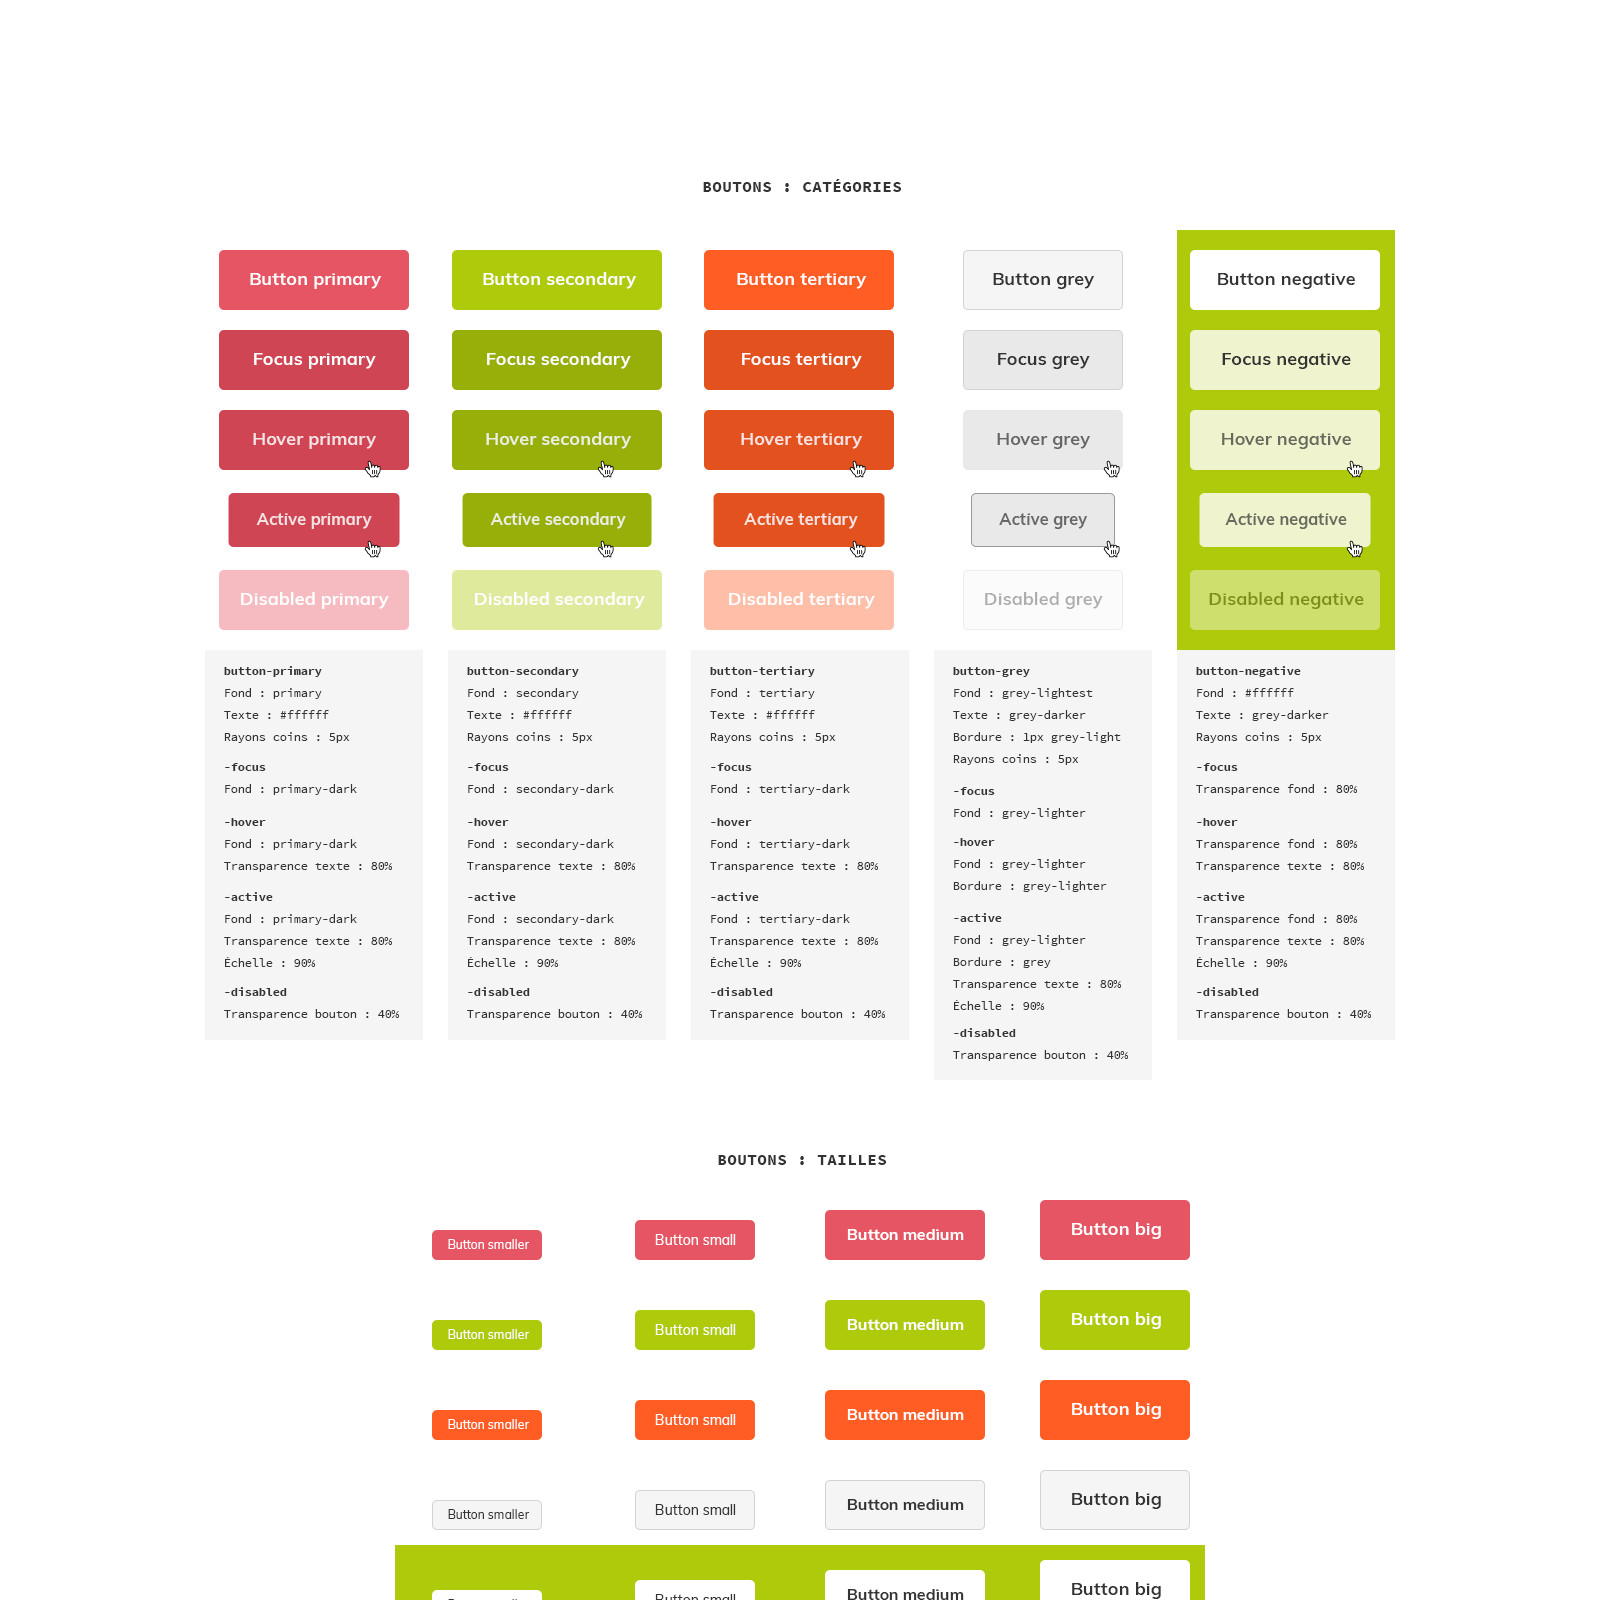 BOUTONS : CATÉGORIES
Button primary
Button secondary
Button tertiary
Button grey
Button negative
Focus primary
Focus secondary
Focus tertiary
Focus grey
Focus negative
Hover primary
Hover secondary
Hover tertiary
Hover grey
Hover negative
Active primary
Active secondary
Active tertiary
Active grey
Active negative
Disabled primary
Disabled secondary
Disabled tertiary
Disabled grey
Disabled negative
button-primary
Fond : primary
Texte : #ffffff
Rayons coins : 5px
-focus
Fond : primary-dark
-hover
Fond : primary-dark
Transparence texte : 80%
-active
Fond : primary-dark
Transparence texte : 80%
Échelle : 90%
-disabled
Transparence bouton : 40%
button-secondary
Fond : secondary
Texte : #ffffff
Rayons coins : 5px
-focus
Fond : secondary-dark
-hover
Fond : secondary-dark
Transparence texte : 80%
-active
Fond : secondary-dark
Transparence texte : 80%
Échelle : 90%
-disabled
Transparence bouton : 40%
button-tertiary
Fond : tertiary
Texte : #ffffff
Rayons coins : 5px
-focus
Fond : tertiary-dark
-hover
Fond : tertiary-dark
Transparence texte : 80%
-active
Fond : tertiary-dark
Transparence texte : 80%
Échelle : 90%
-disabled
Transparence bouton : 40%
button-grey
Fond : grey-lightest
Texte : grey-darker
Bordure : 1px grey-light
Rayons coins : 5px
-focus
Fond : grey-lighter
-hover
Fond : grey-lighter
Bordure : grey-lighter
-active
Fond : grey-lighter
Bordure : grey
Transparence texte : 80%
Échelle : 90%
-disabled
Transparence bouton : 40%
button-negative
Fond : #ffffff
Texte : grey-darker
Rayons coins : 5px
-focus
Transparence fond : 80%
-hover
Transparence fond : 80%
Transparence texte : 80%
-active
Transparence fond : 80%
Transparence texte : 80%
Échelle : 90%
-disabled
Transparence bouton : 40%
BOUTONS : TAILLES
Button smaller
Button small
Button medium
Button big
Button smaller
Button small
Button medium
Button big
Button smaller
Button small
Button medium
Button big
Button smaller
Button small
Button medium
Button big
Button small
Button medium
Button big